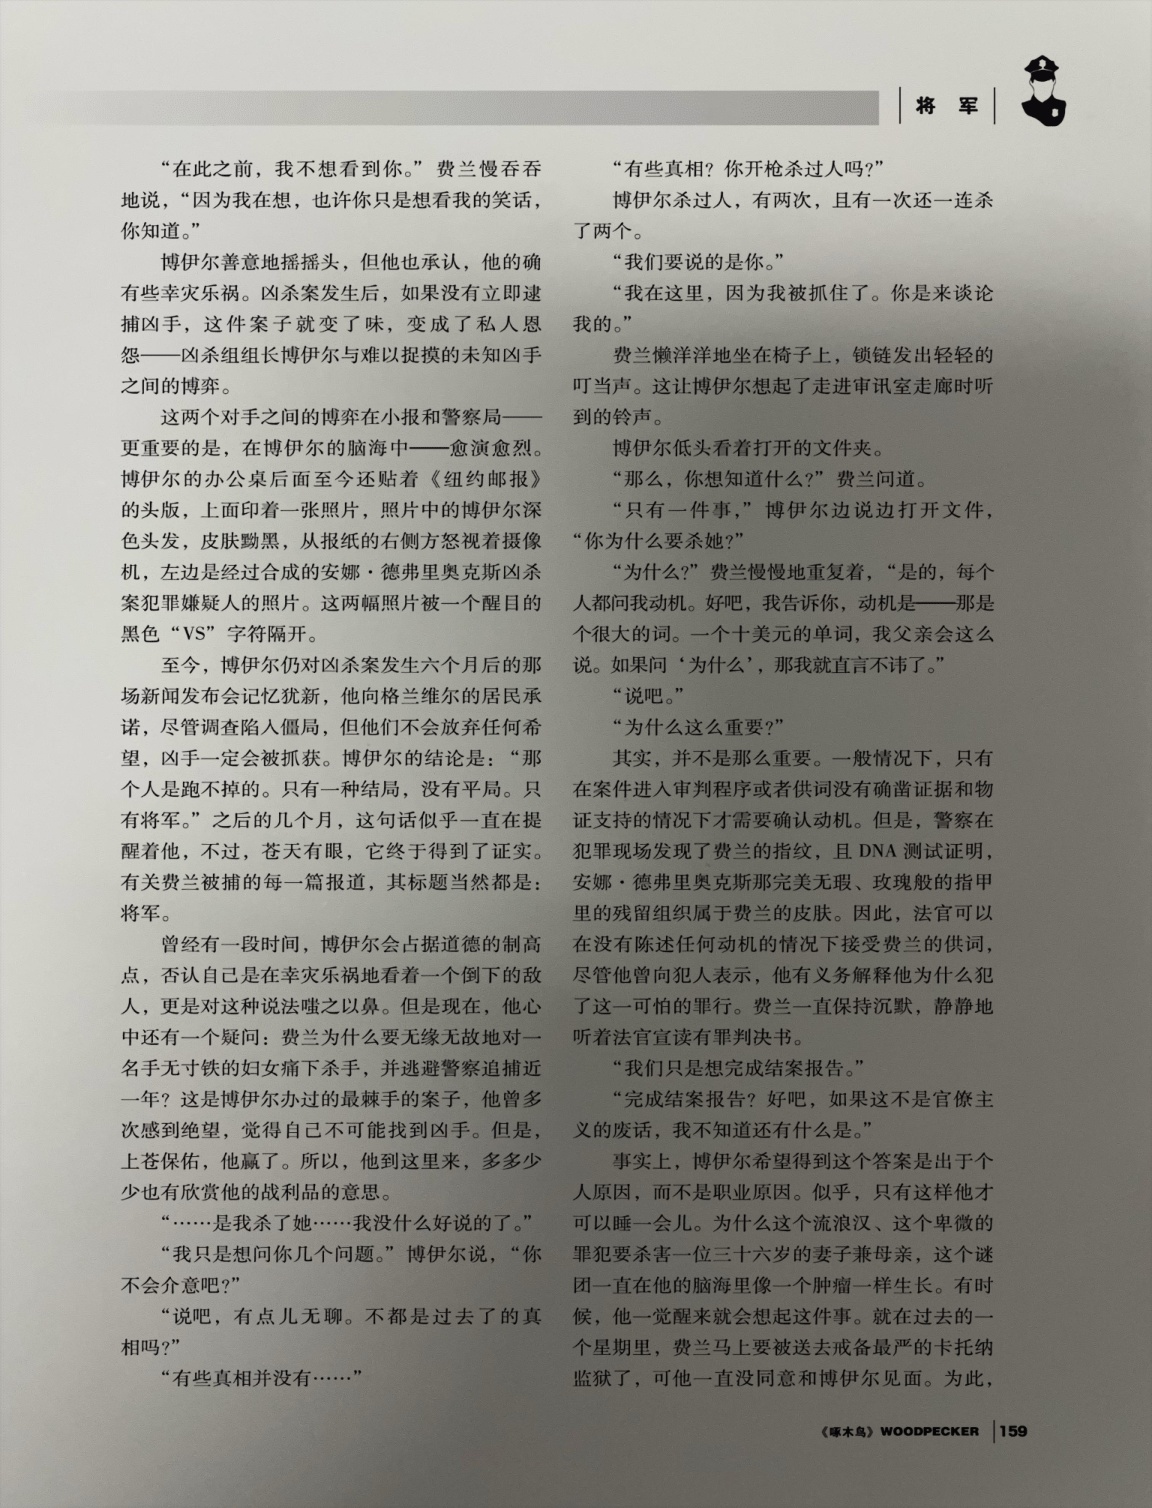 将 军
“在此之前，我不想看到你。”费兰慢吞吞
地说，“因为我在想，也许你只是想看我的笑话，
你知道。”
博伊尔善意地摇摇头，但他也承认，他的确
有些幸灾乐祸。凶杀案发生后，如果没有立即逮
捕凶手，这件案子就变了味，变成了私人恩
怨——凶杀组组长博伊尔与难以捉摸的未知凶手
之间的博弈。
这两个对手之间的博弈在小报和警察局——
更重要的是，在博伊尔的脑海中——愈演愈烈。
博伊尔的办公桌后面至今还贴着《纽约邮报》
的头版，上面印着一张照片，照片中的博伊尔深
色头发，皮肤黝黑，从报纸的右侧方怒视着摄像
机，左边是经过合成的安娜·德弗里奥克斯凶杀
案犯罪嫌疑人的照片。这两幅照片被一个醒目的
黑色“VS”字符隔开。
至今，博伊尔仍对凶杀案发生六个月后的那
场新闻发布会记忆犹新，他向格兰维尔的居民承
诺，尽管调查陷入僵局，但他们不会放弃任何希
望，凶手一定会被抓获。博伊尔的结论是：“那
个人是跑不掉的。只有一种结局，没有平局。只
有将军。”之后的几个月，这句话似乎一直在提
醒着他，不过，苍天有眼，它终于得到了证实。
有关费兰被捕的每一篇报道，其标题当然都是：
将军。
曾经有一段时间，博伊尔会占据道德的制高
点，否认自己是在幸灾乐祸地看着一个倒下的敌
人，更是对这种说法嗤之以鼻。但是现在，他心
中还有一个疑问：费兰为什么要无缘无故地对一
名手无寸铁的妇女痛下杀手，并逃避警察追捕近
一年？这是博伊尔办过的最棘手的案子，他曾多
次感到绝望，觉得自己不可能找到凶手。但是，
上苍保佑，他赢了。所以，他到这里来，多多少
少也有欣赏他的战利品的意思。
“……是我杀了她……我没什么好说的了。”
“我只是想问你几个问题。”博伊尔说，“你
不会介意吧？”
“说吧，有点儿无聊。不都是过去了的真
相吗？”
“有些真相并没有……”
“有些真相？你开枪杀过人吗？”
博伊尔杀过人，有两次，且有一次还一连杀
了两个。
“我们要说的是你。”
“我在这里，因为我被抓住了。你是来谈论
我的。”
费兰懒洋洋地坐在椅子上，锁链发出轻轻的
叮当声。这让博伊尔想起了走进审讯室走廊时听
到的铃声。
博伊尔低头看着打开的文件夹。
“那么，你想知道什么？”费兰问道。
“只有一件事，”博伊尔边说边打开文件，
“你为什么要杀她？”
“为什么？”费兰慢慢地重复着，“是的，每个
人都问我动机。好吧，我告诉你，动机是——那是
个很大的词。一个十美元的单词，我父亲会这么
说。如果问‘为什么’，那我就直言不讳了。”
“说吧。”
“为什么这么重要？”
其实，并不是那么重要。一般情况下，只有
在案件进入审判程序或者供词没有确凿证据和物
证支持的情况下才需要确认动机。但是，警察在
犯罪现场发现了费兰的指纹，且 DNA 测试证明，
安娜·德弗里奥克斯那完美无瑕、玫瑰般的指甲
里的残留组织属于费兰的皮肤。因此，法官可以
在没有陈述任何动机的情况下接受费兰的供词，
尽管他曾向犯人表示，他有义务解释他为什么犯
了这一可怕的罪行。费兰一直保持沉默，静静地
听着法官宣读有罪判决书。
“我们只是想完成结案报告。”
“完成结案报告？好吧，如果这不是官僚主
义的废话，我不知道还有什么是。”
事实上，博伊尔希望得到这个答案是出于个
人原因，而不是职业原因。似乎，只有这样他才
可以睡一会儿。为什么这个流浪汉、这个卑微的
罪犯要杀害一位三十六岁的妻子兼母亲，这个谜
团一直在他的脑海里像一个肿瘤一样生长。有时
候，他一觉醒来就会想起这件事。就在过去的一
个星期里，费兰马上要被送去戒备最严的卡托纳
监狱了，可他一直没同意和博伊尔见面。为此，
《啄木鸟》WOODPECKER 159